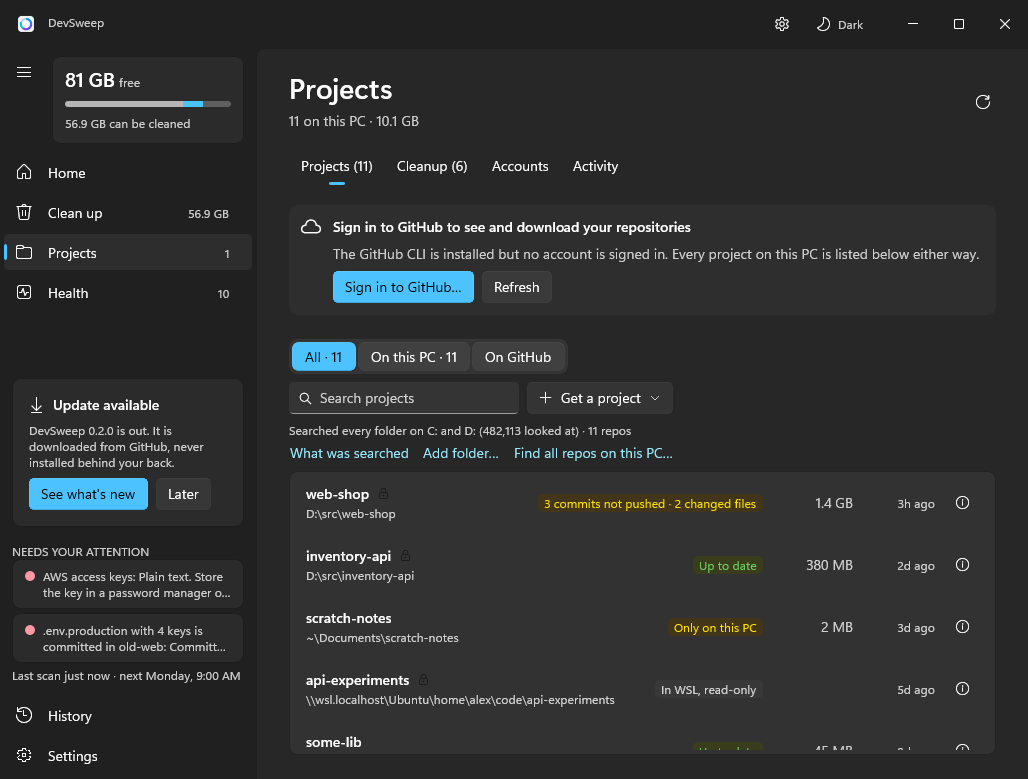 DevSweep
Dark
81 GB free
56.9 GB can be cleaned
Home
Clean up 56.9 GB
Projects 1
Health 10
Update available
DevSweep 0.2.0 is out. It is
downloaded from GitHub, never
installed behind your back.
See what's new Later
NEEDS YOUR ATTENTION
AWS access keys: Plain text. Store
the key in a password manager o...
.env.production with 4 keys is
committed in old-web: Committ...
Last scan just now · next Monday, 9:00 AM
History
Settings
Projects
11 on this PC · 10.1 GB
Projects (11) Cleanup (6) Accounts Activity
Sign in to GitHub to see and download your repositories
The GitHub CLI is installed but no account is signed in. Every project on this PC is listed below either way.
Sign in to GitHub... Refresh
All · 11 On this PC · 11 On GitHub
Search projects Get a project
Searched every folder on C: and D: (482,113 looked at) · 11 repos
What was searched Add folder... Find all repos on this PC...
web-shop 3 commits not pushed · 2 changed files 1.4 GB 3h ago
D:\src\web-shop
inventory-api Up to date 380 MB 2d ago
D:\src\inventory-api
scratch-notes Only on this PC 2 MB 3d ago
~\Documents\scratch-notes
api-experiments In WSL, read-only 5d ago
\\wsl.localhost\Ubuntu\home\alex\code\api-experiments
some-lib Up to date 45 MB